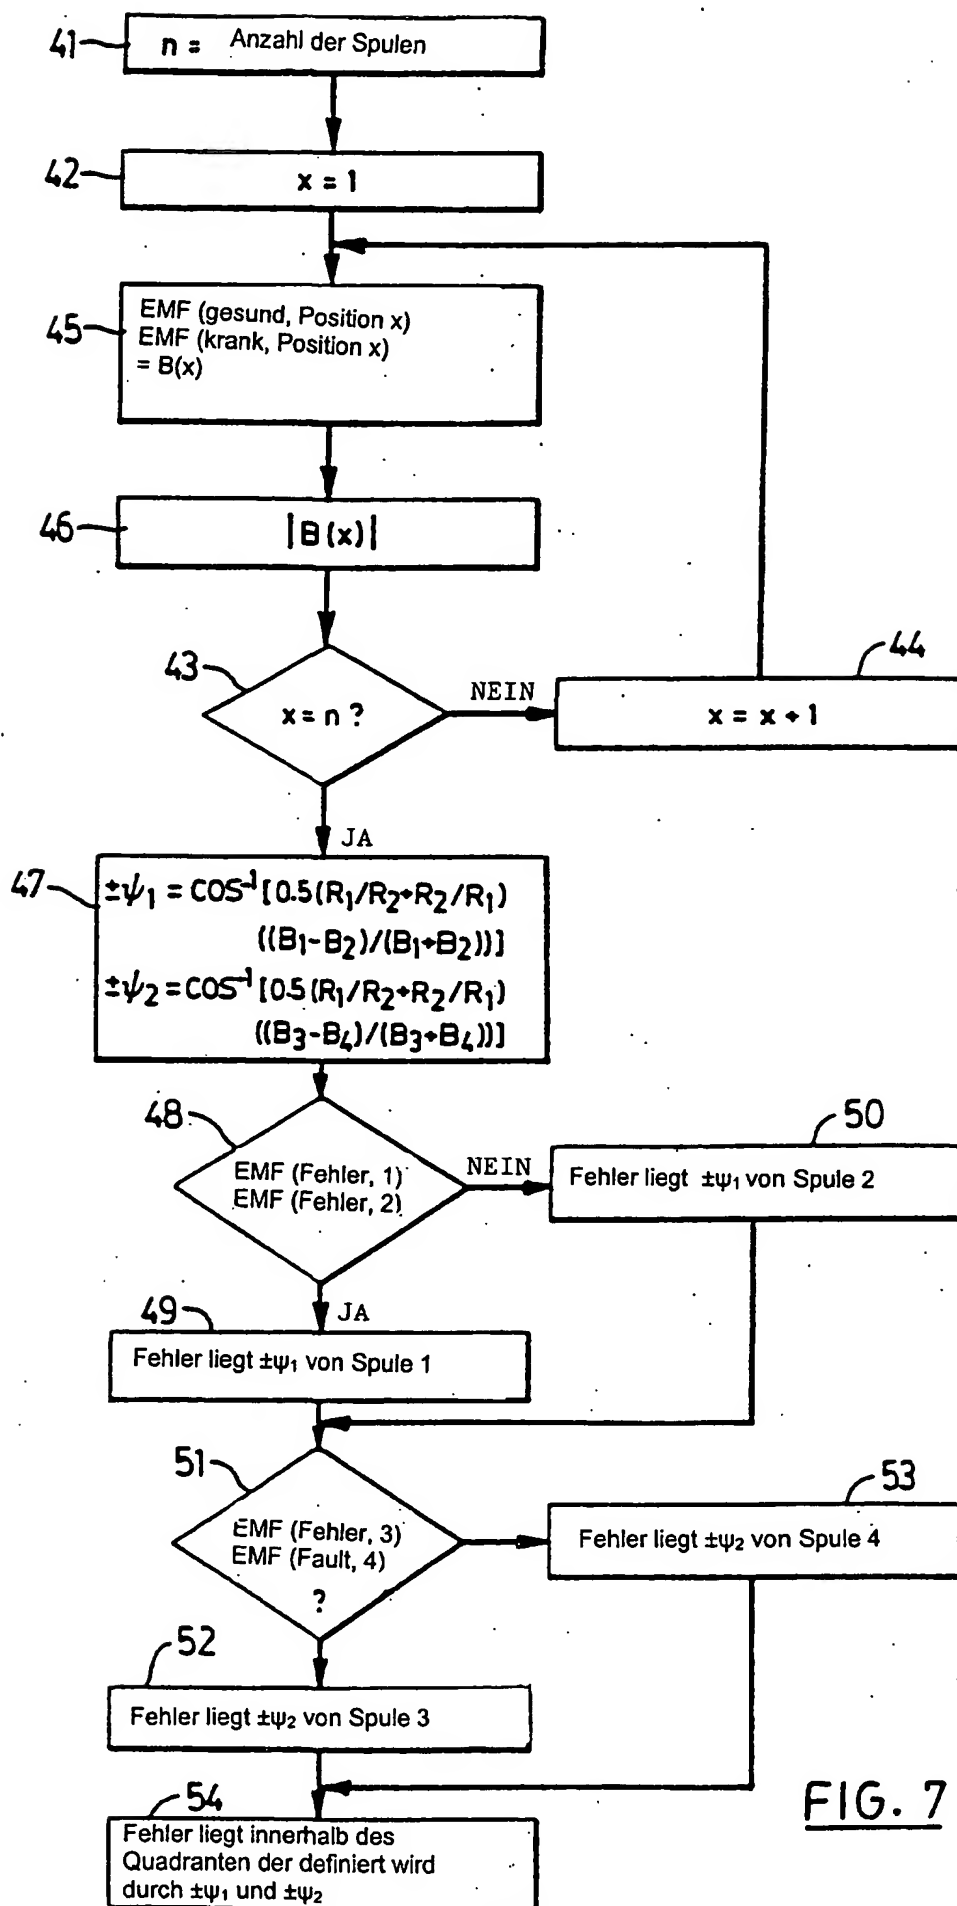 41
n = Anzahl der Spulen
42
x = 1
45
EMF (gesund, Position x)
EMF (krank, Position x)
= B(x)
46
|B(x)|
43
x = n ?
NEIN
44
x = x + 1
JA
47
±ψ1 = COS-1 [0.5(R1/R2+R2/R1)
((B1-B2)/(B1+B2))]
±ψ2 = COS-1 [0.5(R1/R2+R2/R1)
((B3-B4)/(B3+B4))]
48
EMF (Fehler, 1)
EMF (Fehler, 2)
NEIN
50
Fehler liegt ±ψ1 von Spule 2
JA
49
Fehler liegt ±ψ1 von Spule 1
51
EMF (Fehler, 3)
EMF (Fault, 4)
?
53
Fehler liegt ±ψ2 von Spule 4
52
Fehler liegt ±ψ2 von Spule 3
54
Fehler liegt innerhalb des
Quadranten der definiert wird
durch ±ψ1 und ±ψ2
FIG. 7